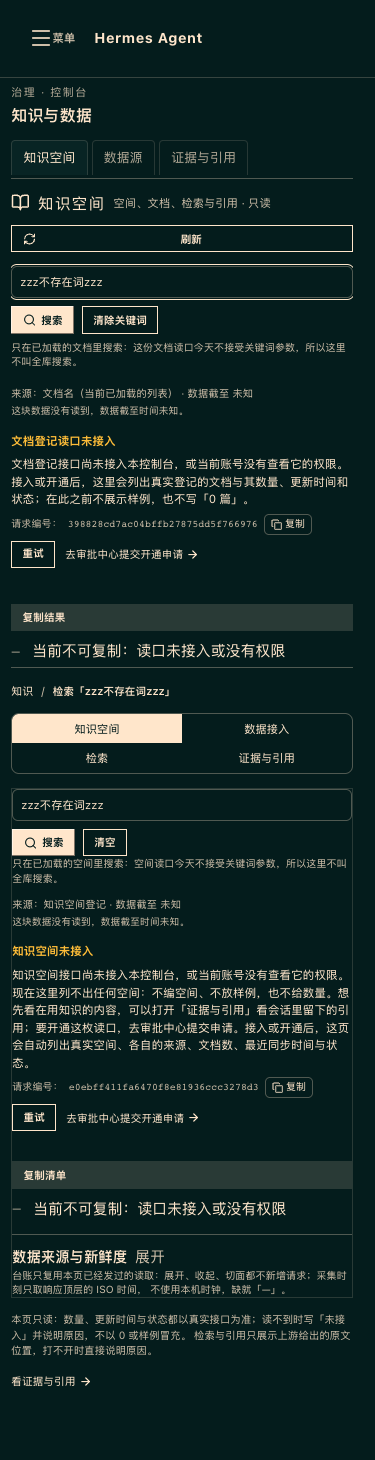 菜单 Hermes Agent
治理 · 控制台
知识与数据
知识空间 数据源 证据与引用
知识空间 空间、文档、检索与引用 · 只读
刷新
zzz不存在词zzz
搜索 清除关键词
只在已加载的文档里搜索：这份文档读口今天不接受关键词参数，所以这里
不叫全库搜索。
来源：文档名（当前已加载的列表） · 数据截至 未知
这块数据没有读到，数据截至时间未知。
文档登记读口未接入
文档登记接口尚未接入本控制台，或当前账号没有查看它的权限。
接入或开通后，这里会列出真实登记的文档与其数量、更新时间和
状态；在此之前不展示样例，也不写「0 篇」。
请求编号： 398828cd7ac04bffb27875dd5f766976 复制
重试 去审批中心提交开通申请 →
复制结果
— 当前不可复制：读口未接入或没有权限
知识 / 检索「zzz不存在词zzz」
知识空间 数据接入
检索 证据与引用
zzz不存在词zzz
搜索 清空
只在已加载的空间里搜索：空间读口今天不接受关键词参数，所以这里不叫
全库搜索。
来源：知识空间登记 · 数据截至 未知
这块数据没有读到，数据截至时间未知。
知识空间未接入
知识空间接口尚未接入本控制台，或当前账号没有查看它的权限。
现在这里列不出任何空间：不编空间、不放样例，也不给数量。想
先看在用知识的内容，可以打开「证据与引用」看会话里留下的引
用；要开通这枚读口，去审批中心提交申请。接入或开通后，这页
会自动列出真实空间、各自的来源、文档数、最近同步时间与状
态。
请求编号： e0ebff411fa6470f8e81936ccc3278d3 复制
重试 去审批中心提交开通申请 →
复制清单
— 当前不可复制：读口未接入或没有权限
数据来源与新鲜度 展开
台账只复用本页已经发过的读取：展开、收起、切面都不新增请求；采集时
刻只取响应顶层的 ISO 时间， 不使用本机时钟，缺就「—」。
本页只读：数量、更新时间与状态都以真实接口为准；读不到时写「未接
入」并说明原因，不以 0 或样例冒充。 检索与引用只展示上游给出的原文
位置，打不开时直接说明原因。
看证据与引用 →